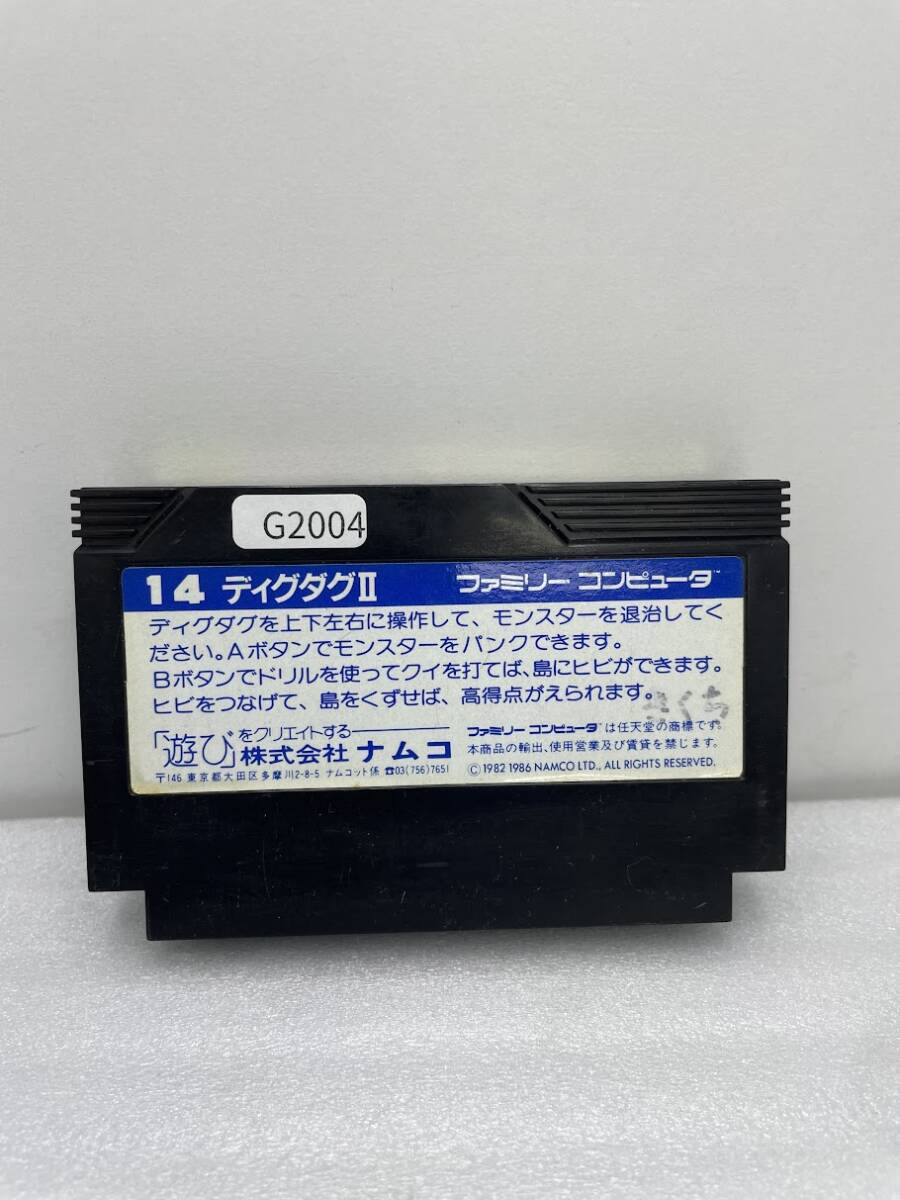 G2004
14 ディグダグII ファミリー コンピュータ™
ディグダグを上下左右に操作して、モンスターを退治してく
ださい。Aボタンでモンスターをパンクできます。
Bボタンでドリルを使ってクイを打てば、島にヒビができます。
ヒビをつなげて、島をくずせば、高得点がえられます。
きくち
「遊び」をクリエイトする
株式会社 ナムコ
〒146 東京都大田区多摩川2-8-5 ナムコット係 ☎03(756)7651
ファミリー コンピュータ™は任天堂の商標です。
本商品の輸出、使用営業及び賃貸を禁じます。
©1982 1986 NAMCO LTD., ALL RIGHTS RESERVED.